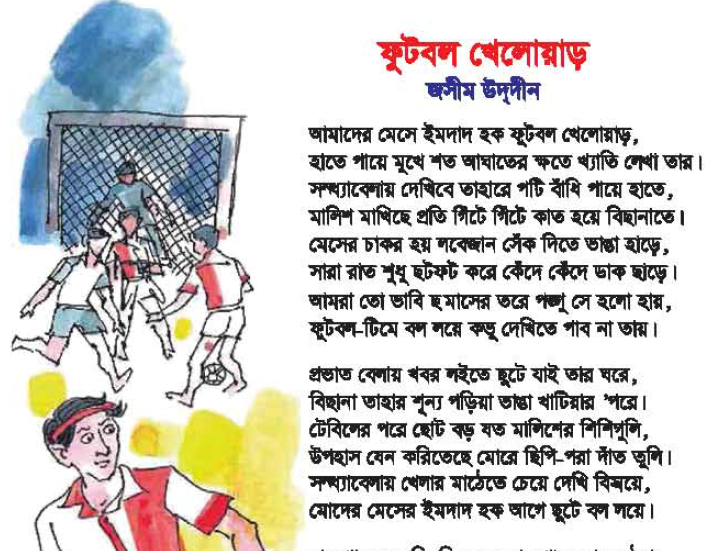 ফুটবল খেলোয়াড়
জসীম উদ্‌দীন
আমাদের মেসে ইমদাদ হক ফুটবল খেলোয়াড়,
হাতে পায়ে মুখে শত আঘাতের ক্ষতে খ্যাতি লেখা তার।
সন্ধ্যাবেলায় দেখিবে তাহারে পটি বাঁধি পায়ে হাতে,
মালিশ মাখিছে প্রতি গিঁটে গিঁটে কাত হয়ে বিছানাতে।
মেসের চাকর হয় লবেজান সেঁক দিতে ভাঙা হাড়ে,
সারা রাত শুধু ছটফট করে কেঁদে কেঁদে ডাক ছাড়ে।
আমরা তো ভাবি ছমাসের তরে পঙ্গু সে হলো হায়,
ফুটবল-টিমে বল লয়ে কভু দেখিতে পাব না তায়।
প্রভাত বেলায় খবর লইতে ছুটে যাই তার ঘরে,
বিছানা তাহার শূন্য পড়িয়া ভাঙা খাটিয়ার ’পরে।
টেবিলের পরে ছোট বড় যত মালিশের শিশিগুলি,
উপহাস যেন করিতেছে মোরে ছিপি-পরা দাঁত তুলি।
সন্ধ্যাবেলায় খেলার মাঠেতে চেয়ে দেখি বিস্ময়ে,
মোদের মেসের ইমদাদ হক আগে ছুটে বল লয়ে।